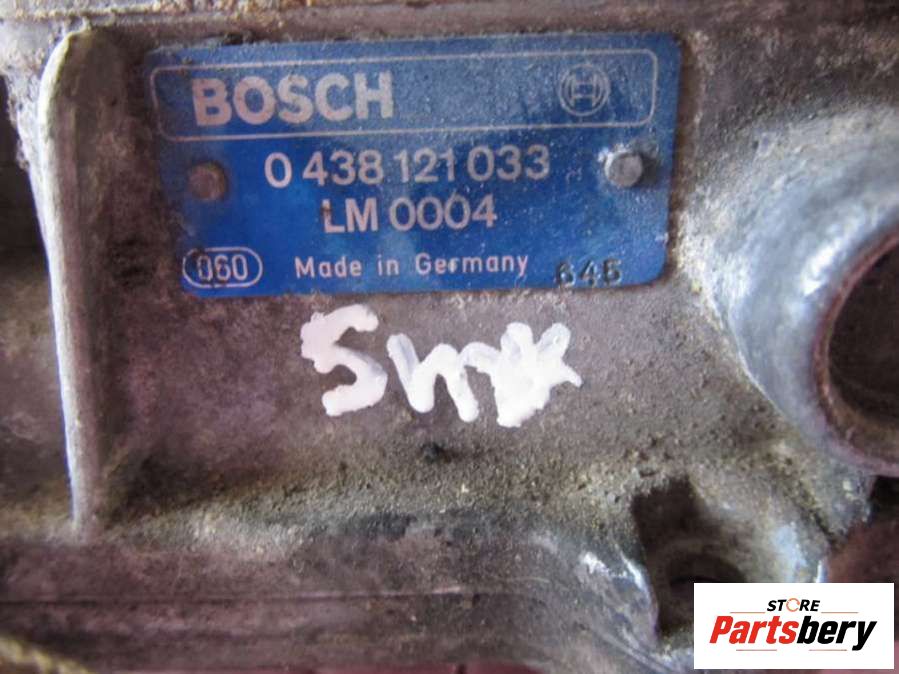 BOSCH
0 438 121 033
LM 0004
060 Made in Germany 645
STORE
Partsbery